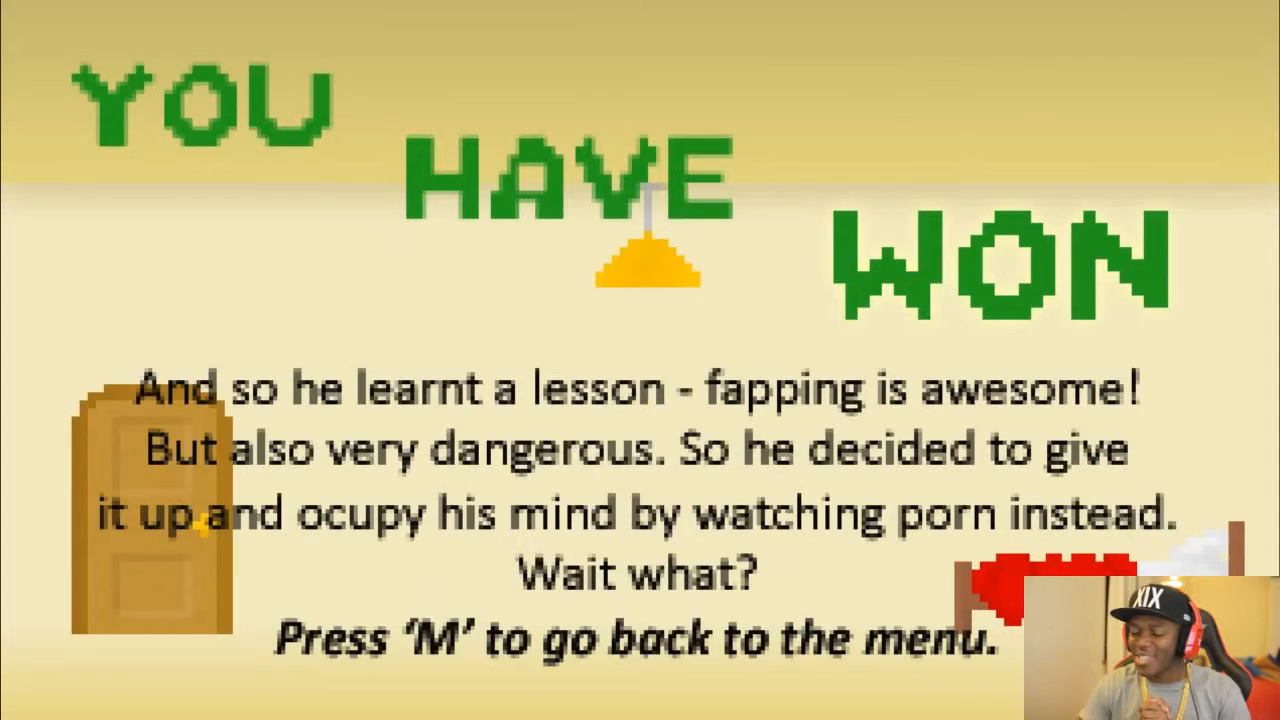 YOU
HAVE
WON
And so he learnt a lesson - fapping is awesome!
But also very dangerous. So he decided to give
it up and ocupy his mind by watching porn instead.
Wait what?
Press ‘M’ to go back to the menu.
XIX